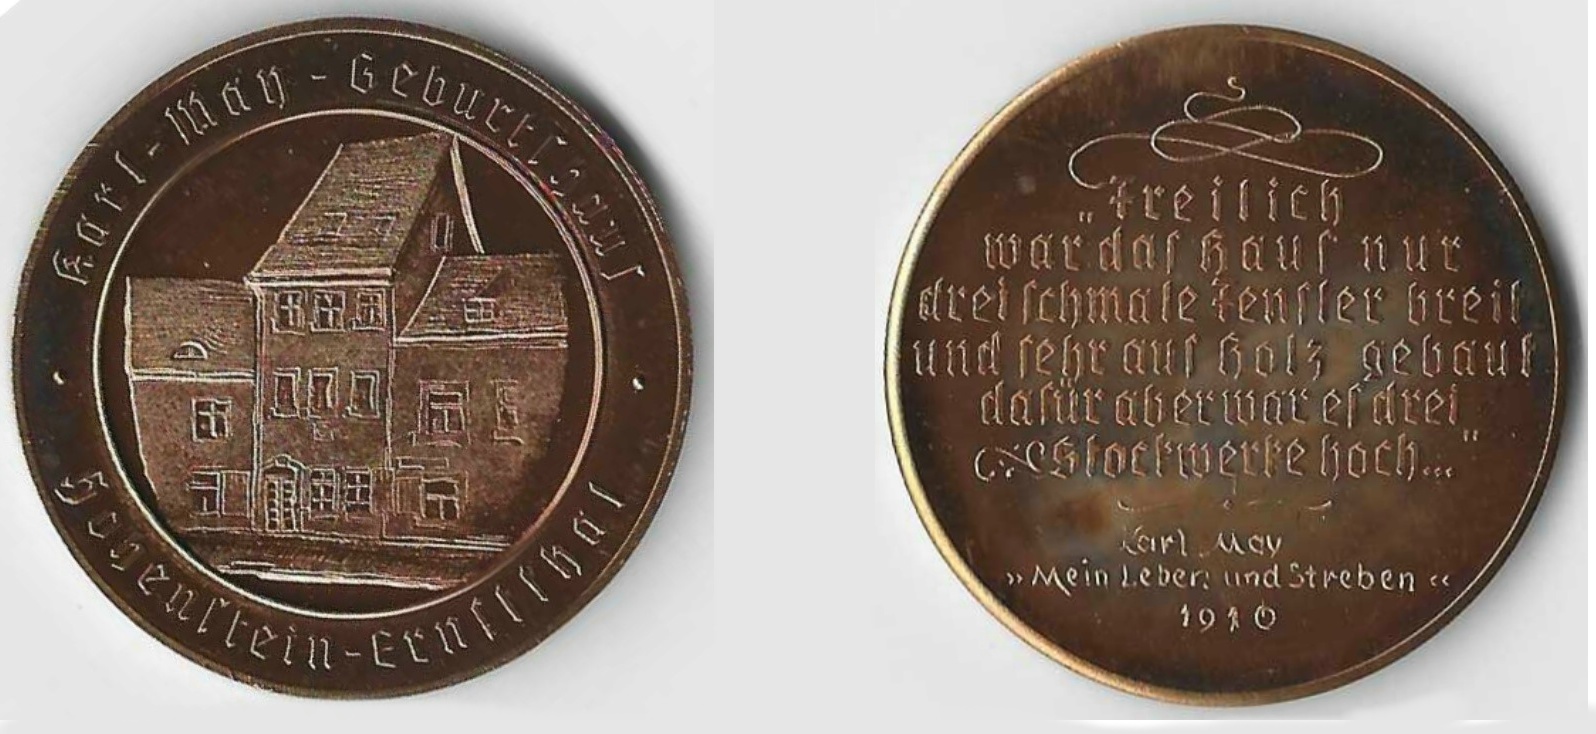 Karl-May-Geburtshaus
Hohenstein-Ernstthal
„Freilich
war das Haus nur
drei schmale Fenster breit
und sehr aus Holz gebaut
dafür aber war es drei
Stockwerke hoch..."
Karl May
»Mein Leben und Streben«
1910